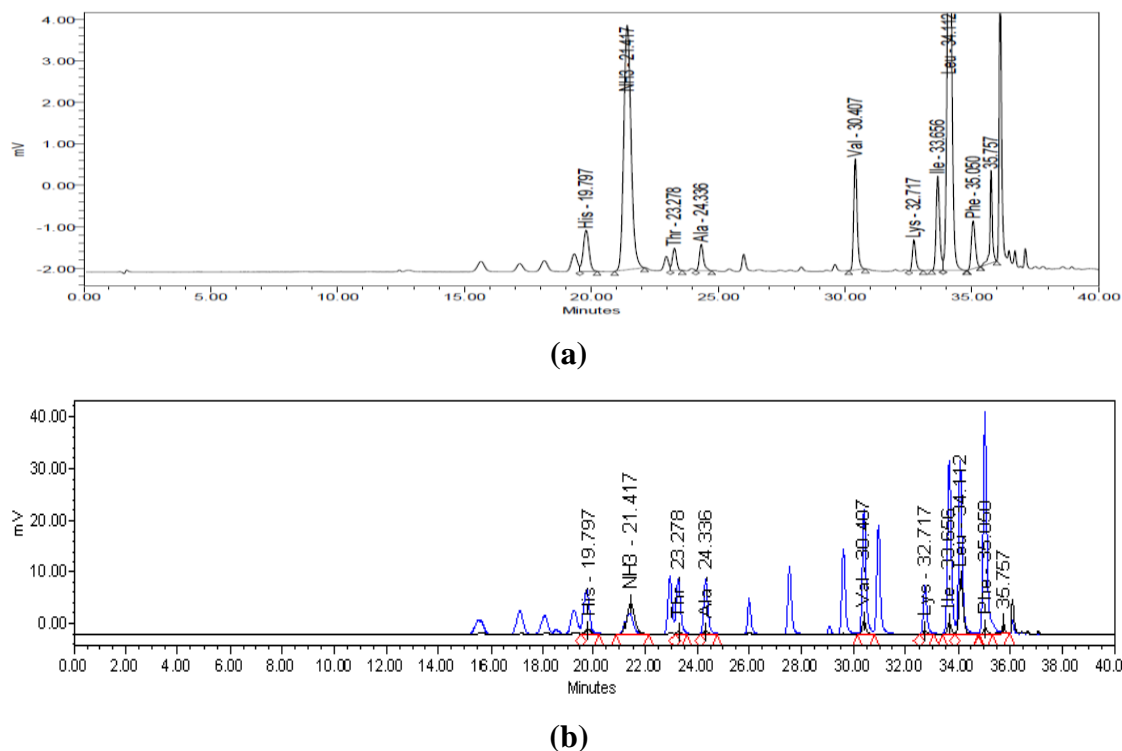 4.00
3.00
2.00
1.00
0.00
-1.00
-2.00
mV
His - 19.797
NH3 - 21.417
Thr - 23.278
Ala - 24.336
Val - 30.407
Lys - 32.717
Ile - 33.656
Leu - 34.112
Phe - 35.050
35.757
0.00 5.00 10.00 15.00 20.00 25.00 30.00 35.00 40.00
Minutes
(a)
40.00
30.00
20.00
10.00
0.00
mV
His - 19.797
NH3 - 21.417
Thr - 23.278
Ala - 24.336
Val - 30.407
Lys - 32.717
Ile - 33.656
Leu - 34.112
Phe - 35.050
35.757
0.00 2.00 4.00 6.00 8.00 10.00 12.00 14.00 16.00 18.00 20.00 22.00 24.00 26.00 28.00 30.00 32.00 34.00 36.00 38.00 40.0
Minutes
(b)